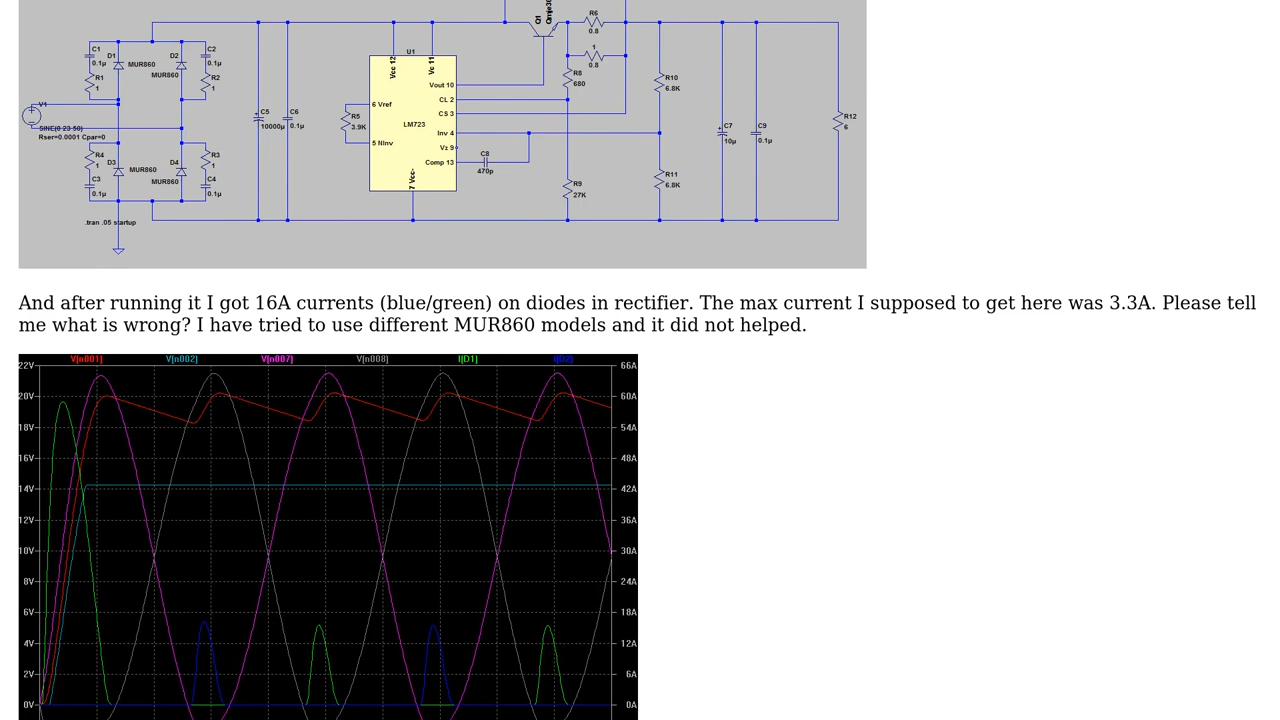 R6
0.8
Q1
C1
0.1µ
D1
MUR860
D2
MUR860
C2
0.1µ
R1
1
R2
1
U1
Vcc 12
Vc 11
Vout 10
CL 2
CS 3
Inv 4
Vz 9
Comp 13
6 Vref
5 NInv
LM723
7 Vcc-
1
0.8
R8
680
R10
6.8K
V1
SINE(0 23 50)
Rser=0.0001 Cpar=0
C5
10000µ
C6
0.1µ
R5
3.9K
C7
10µ
C9
0.1µ
R12
6
R4
1
D3
MUR860
D4
MUR860
R3
1
C3
0.1µ
C4
0.1µ
C8
470p
R9
27K
R11
6.8K
.tran .05 startup
And after running it I got 16A currents (blue/green) on diodes in rectifier. The max current I supposed to get here was 3.3A. Please tell
me what is wrong? I have tried to use different MUR860 models and it did not helped.
V(n001) V(n002) V(n007) V(n008) I(D1) I(D2)
22V 66A
20V 60A
18V 54A
16V 48A
14V 42A
12V 36A
10V 30A
8V 24A
6V 18A
4V 12A
2V 6A
0V 0A